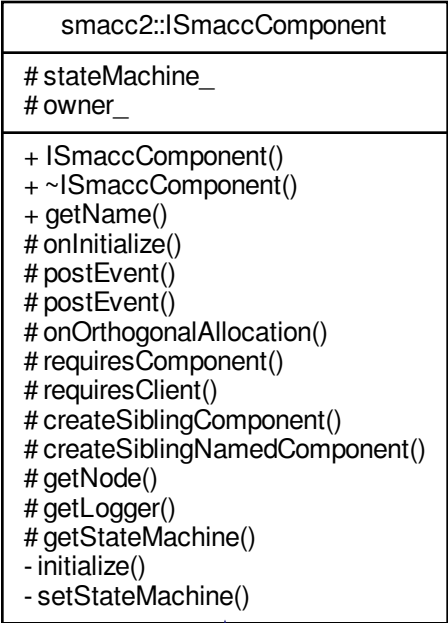 smacc2::ISmaccComponent
# stateMachine_
# owner_
+ ISmaccComponent()
+ ~ISmaccComponent()
+ getName()
# onInitialize()
# postEvent()
# postEvent()
# onOrthogonalAllocation()
# requiresComponent()
# requiresClient()
# createSiblingComponent()
# createSiblingNamedComponent()
# getNode()
# getLogger()
# getStateMachine()
- initialize()
- setStateMachine()